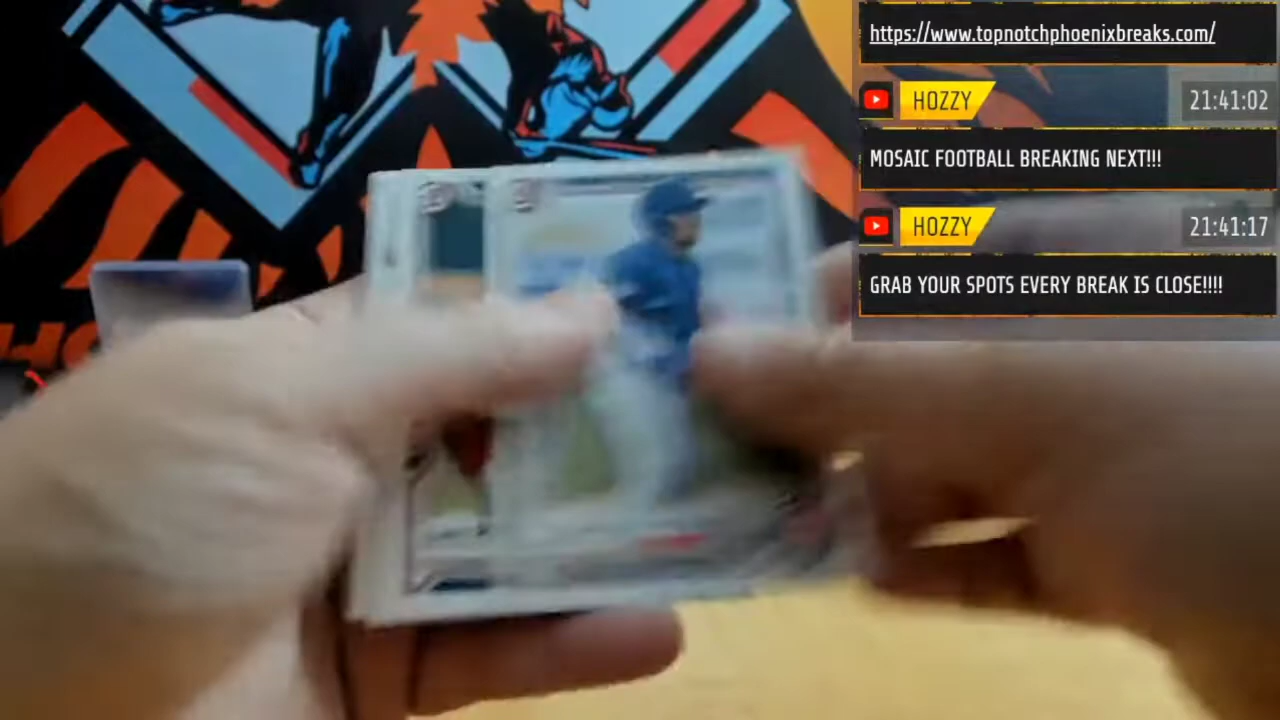 https://www.topnotchphoenixbreaks.com/
HOZZY
21:41:02
MOSAIC FOOTBALL BREAKING NEXT!!!
HOZZY
21:41:17
GRAB YOUR SPOTS EVERY BREAK IS CLOSE!!!!